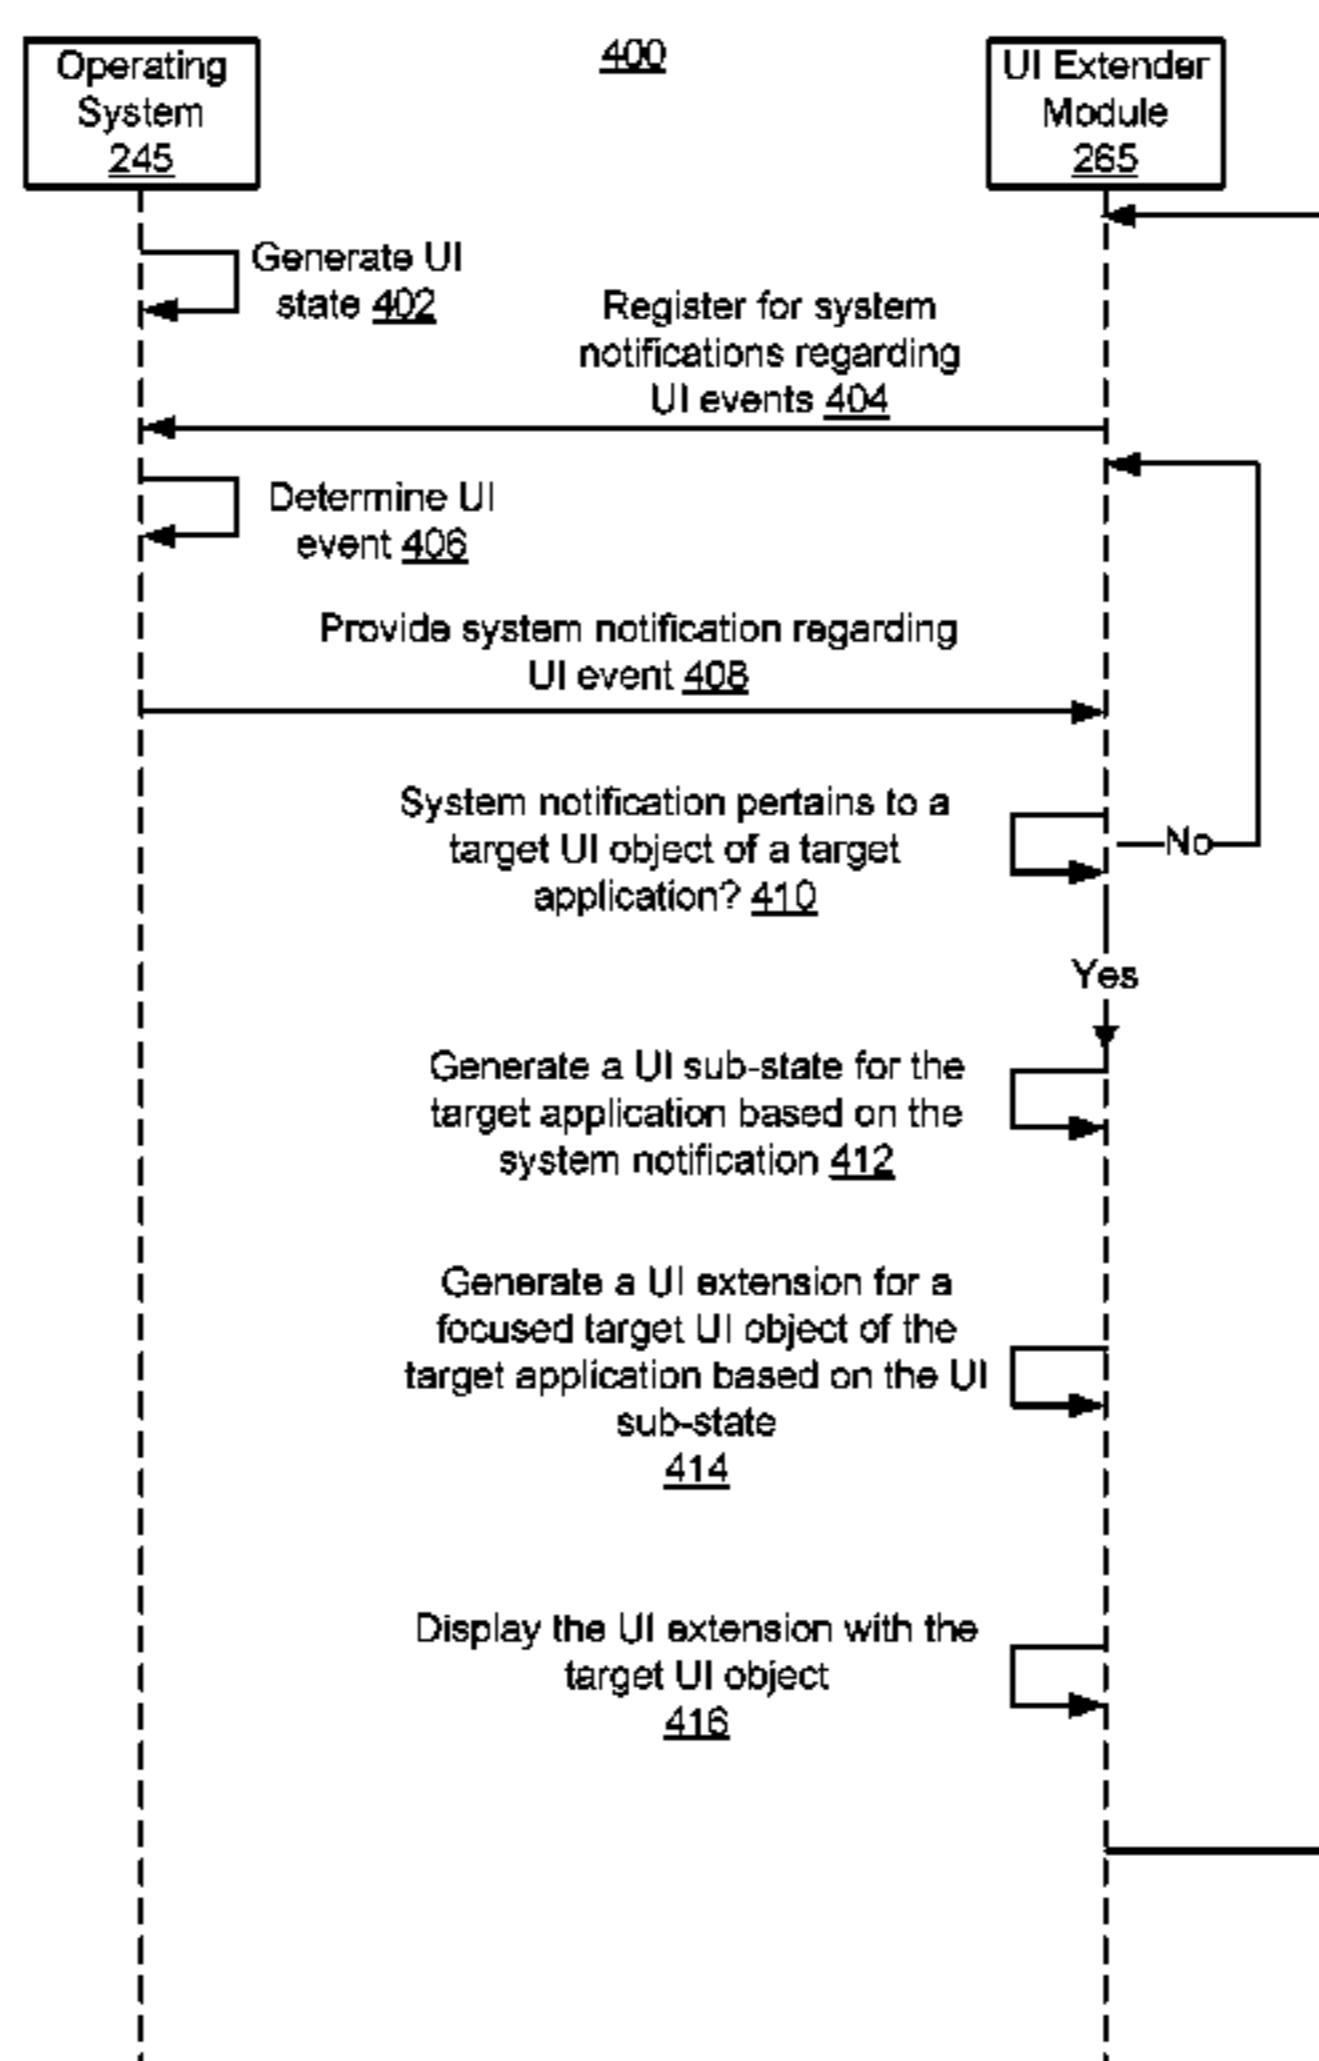 400
Operating
System
245
UI Extender
Module
265
Generate UI
state 402
Register for system
notifications regarding
UI events 404
Determine UI
event 406
Provide system notification regarding
UI event 408
System notification pertains to a
target UI object of a target
application? 410
No
Yes
Generate a UI sub-state for the
target application based on the
system notification 412
Generate a UI extension for a
focused target UI object of the
target application based on the UI
sub-state
414
Display the UI extension with the
target UI object
416